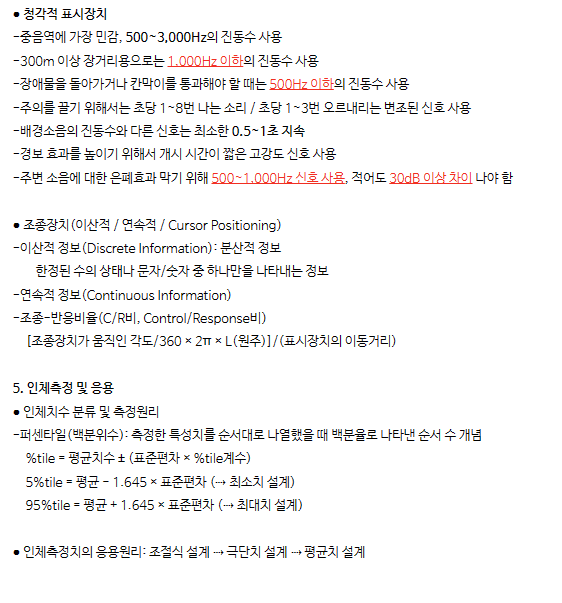 ● 청각적 표시장치
-중음역에 가장 민감, 500~3,000Hz의 진동수 사용
-300m 이상 장거리용으로는 1,000Hz 이하의 진동수 사용
-장애물을 돌아가거나 칸막이를 통과해야 할 때는 500Hz 이하의 진동수 사용
-주의를 끌기 위해서는 초당 1~8번 나는 소리 / 초당 1~3번 오르내리는 변조된 신호 사용
-배경소음의 진동수와 다른 신호는 최소한 0.5~1초 지속
-경보 효과를 높이기 위해서 개시 시간이 짧은 고강도 신호 사용
-주변 소음에 대한 은폐효과 막기 위해 500~1,000Hz 신호 사용, 적어도 30dB 이상 차이 나야 함
● 조종장치(이산적 / 연속적 / Cursor Positioning)
-이산적 정보(Discrete Information): 분산적 정보
한정된 수의 상태나 문자/숫자 중 하나만을 나타내는 정보
-연속적 정보(Continuous Information)
-조종-반응비율(C/R비, Control/Response비)
[조종장치가 움직인 각도/360 × 2π × L(원주)]/(표시장치의 이동거리)
5. 인체측정 및 응용
● 인체치수 분류 및 측정원리
-퍼센타일(백분위수): 측정한 특성치를 순서대로 나열했을 때 백분율로 나타낸 순서 수 개념
%tile = 평균치수 ± (표준편차 × %tile계수)
5%tile = 평균 - 1.645 × 표준편차 (→ 최소치 설계)
95%tile = 평균 + 1.645 × 표준편차 (→ 최대치 설계)
● 인체측정치의 응용원리: 조절식 설계 → 극단치 설계 → 평균치 설계